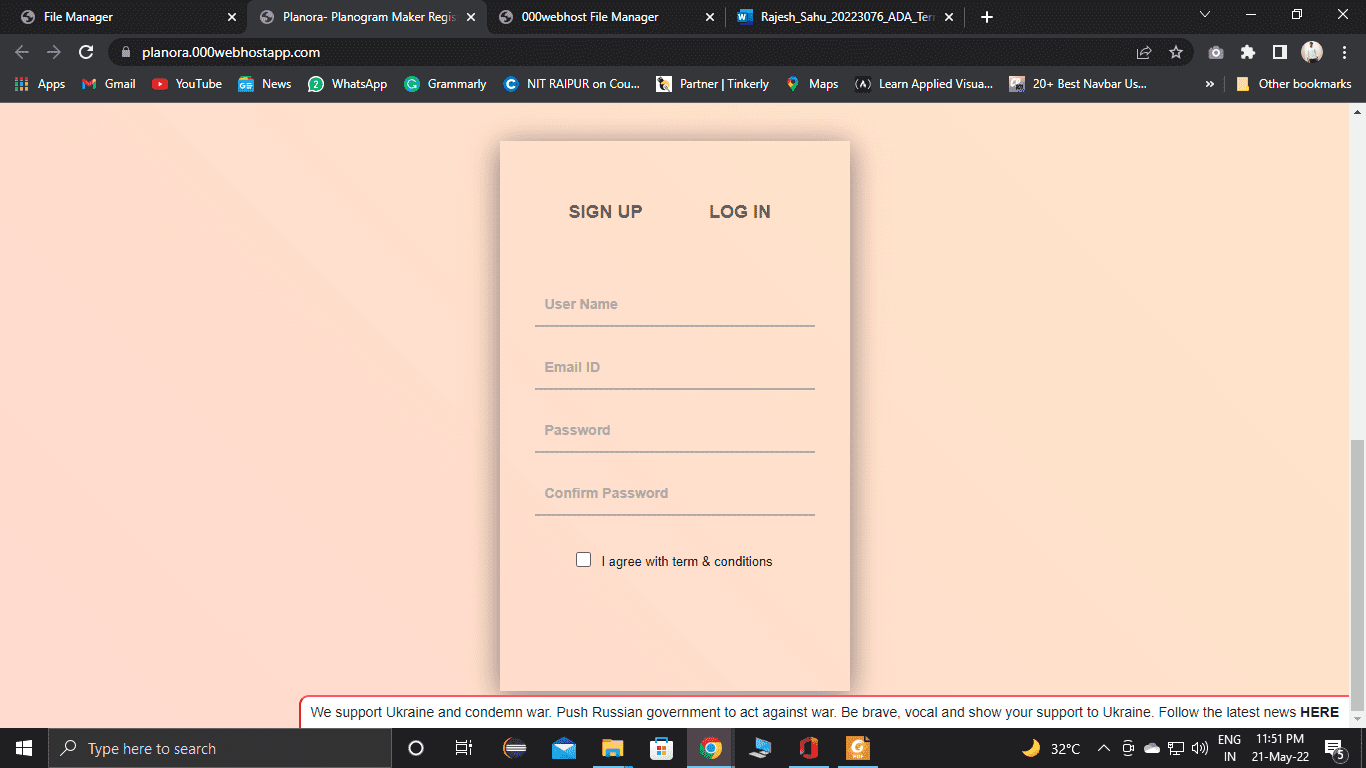 File Manager
Planora- Planogram Maker Regis
000webhost File Manager
Rajesh_Sahu_20223076_ADA_Ter
planora.000webhostapp.com
Apps
Gmail
YouTube
News
WhatsApp
Grammarly
NIT RAIPUR on Cou...
Partner | Tinkerly
Maps
Learn Applied Visua...
20+ Best Navbar Us...
»
Other bookmarks
SIGN UP
LOG IN
User Name
Email ID
Password
Confirm Password
I agree with term & conditions
We support Ukraine and condemn war. Push Russian government to act against war. Be brave, vocal and show your support to Ukraine. Follow the latest news HERE
Type here to search
32°C
ENG
IN
11:51 PM
21-May-22
5